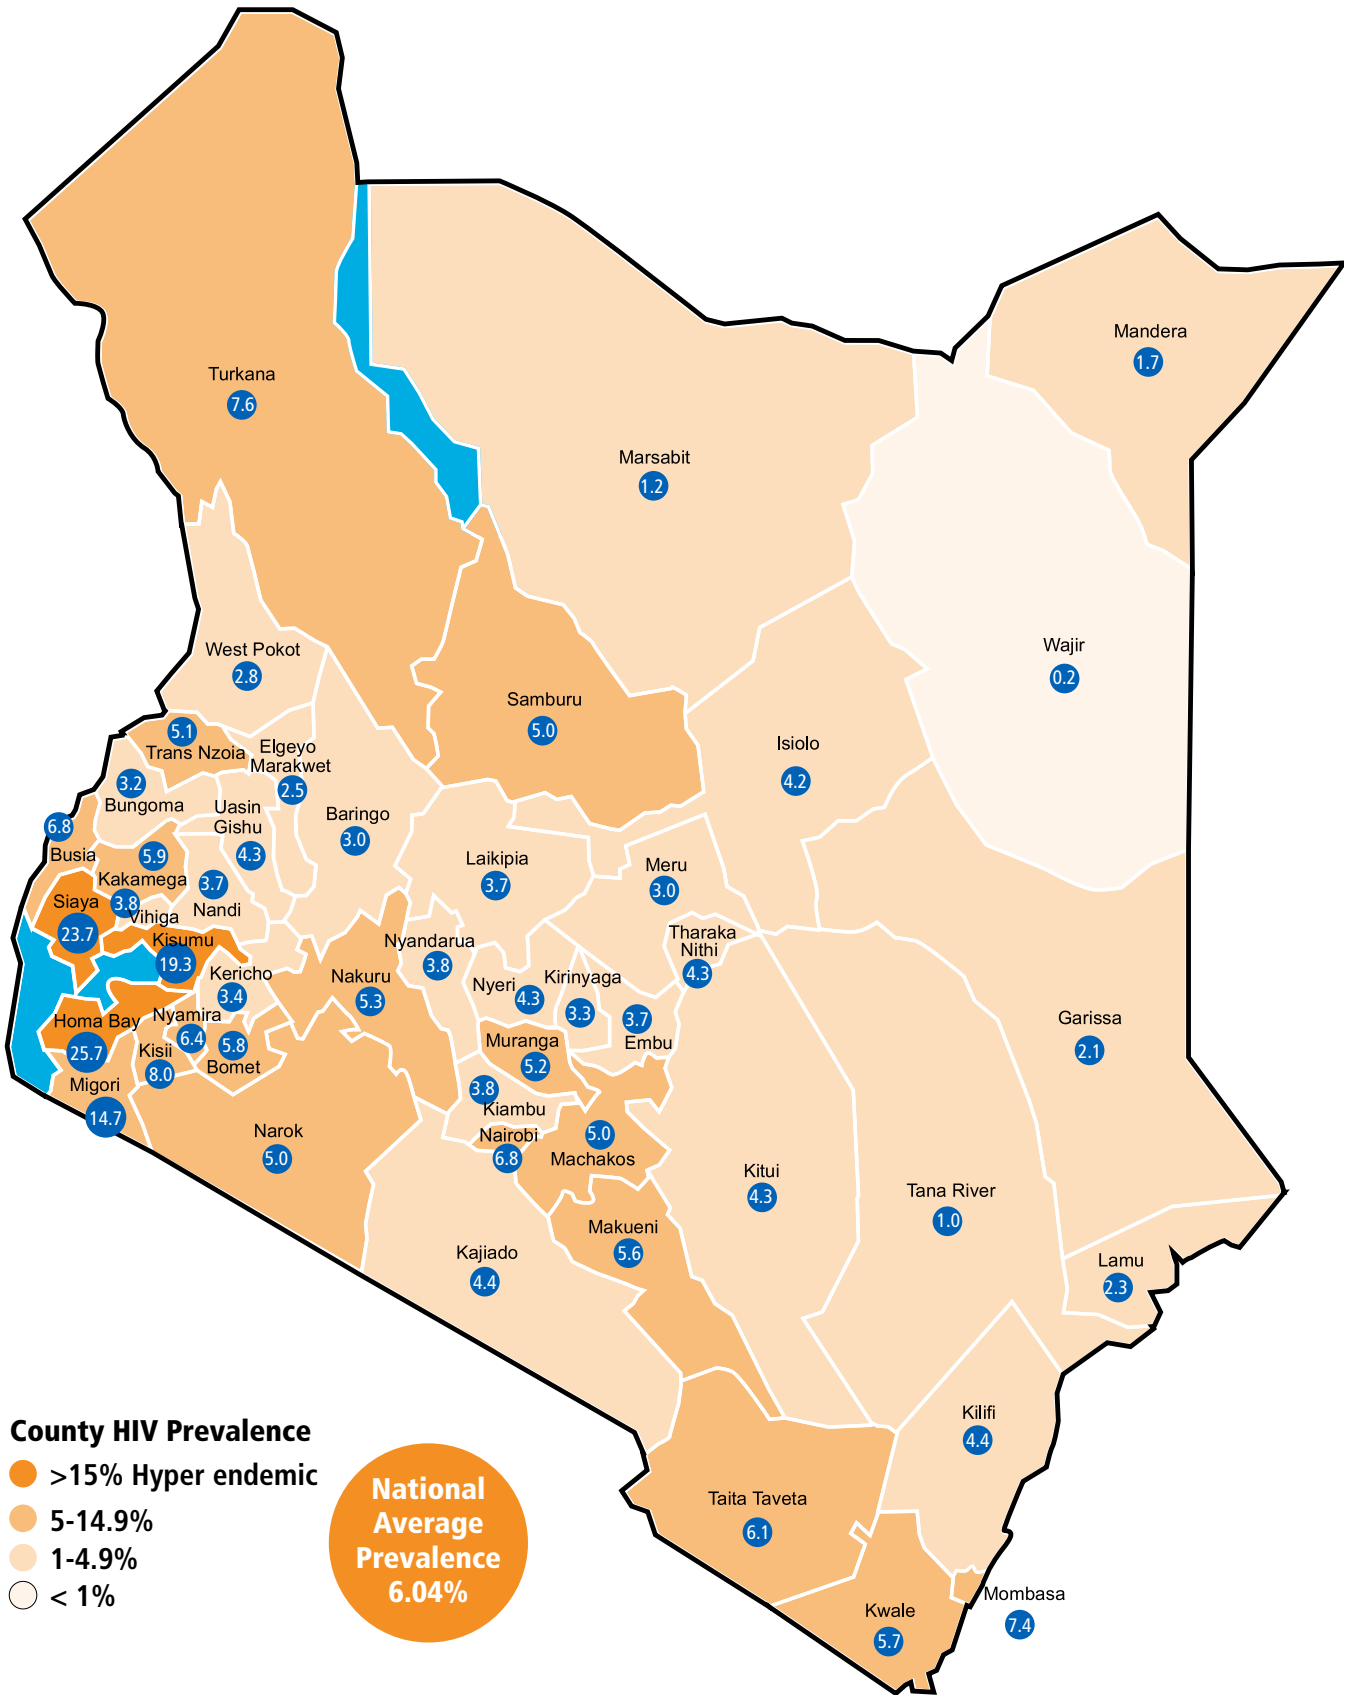 Turkana
7.6
Mandera
1.7
Marsabit
1.2
West Pokot
2.8
Wajir
0.2
Samburu
5.0
5.1
Trans Nzoia
Elgeyo
Marakwet
2.5
Isiolo
4.2
3.2
Bungoma
Uasin
Gishu
4.3
Baringo
3.0
6.8
Busia
5.9
Kakamega
3.7
Nandi
Laikipia
3.7
Meru
3.0
Siaya
23.7
3.8
Vihiga
Kisumu
19.3
Kericho
3.4
Nakuru
5.3
Nyandarua
3.8
Nyeri
4.3
Kirinyaga
3.3
Tharaka
Nithi
4.3
3.7
Embu
Garissa
2.1
Homa Bay
25.7
Nyamira
6.4
Kisii
8.0
5.8
Bomet
Muranga
5.2
Migori
14.7
3.8
Kiambu
Nairobi
6.8
5.0
Machakos
Narok
5.0
Kitui
4.3
Tana River
1.0
Makueni
5.6
Kajiado
4.4
Lamu
2.3
Kilifi
4.4
Taita Taveta
6.1
Mombasa
7.4
Kwale
5.7
County HIV Prevalence
>15% Hyper endemic
5-14.9%
1-4.9%
< 1%
National
Average
Prevalence
6.04%